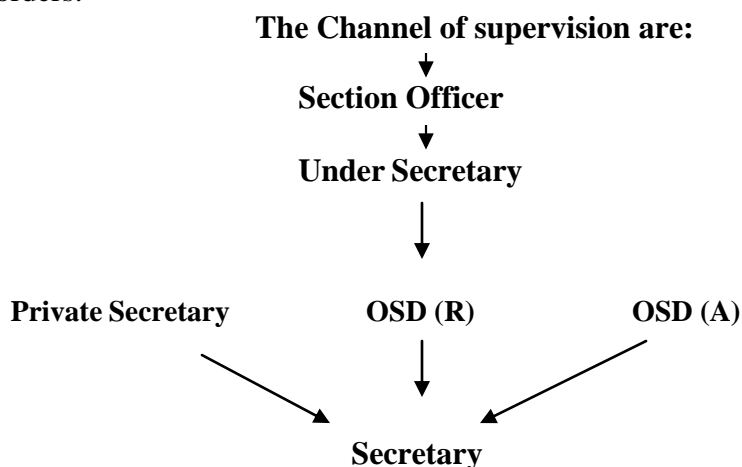 orders.
The Channel of supervision are:
Section Officer
Under Secretary
Private Secretary OSD (R) OSD (A)
Secretary